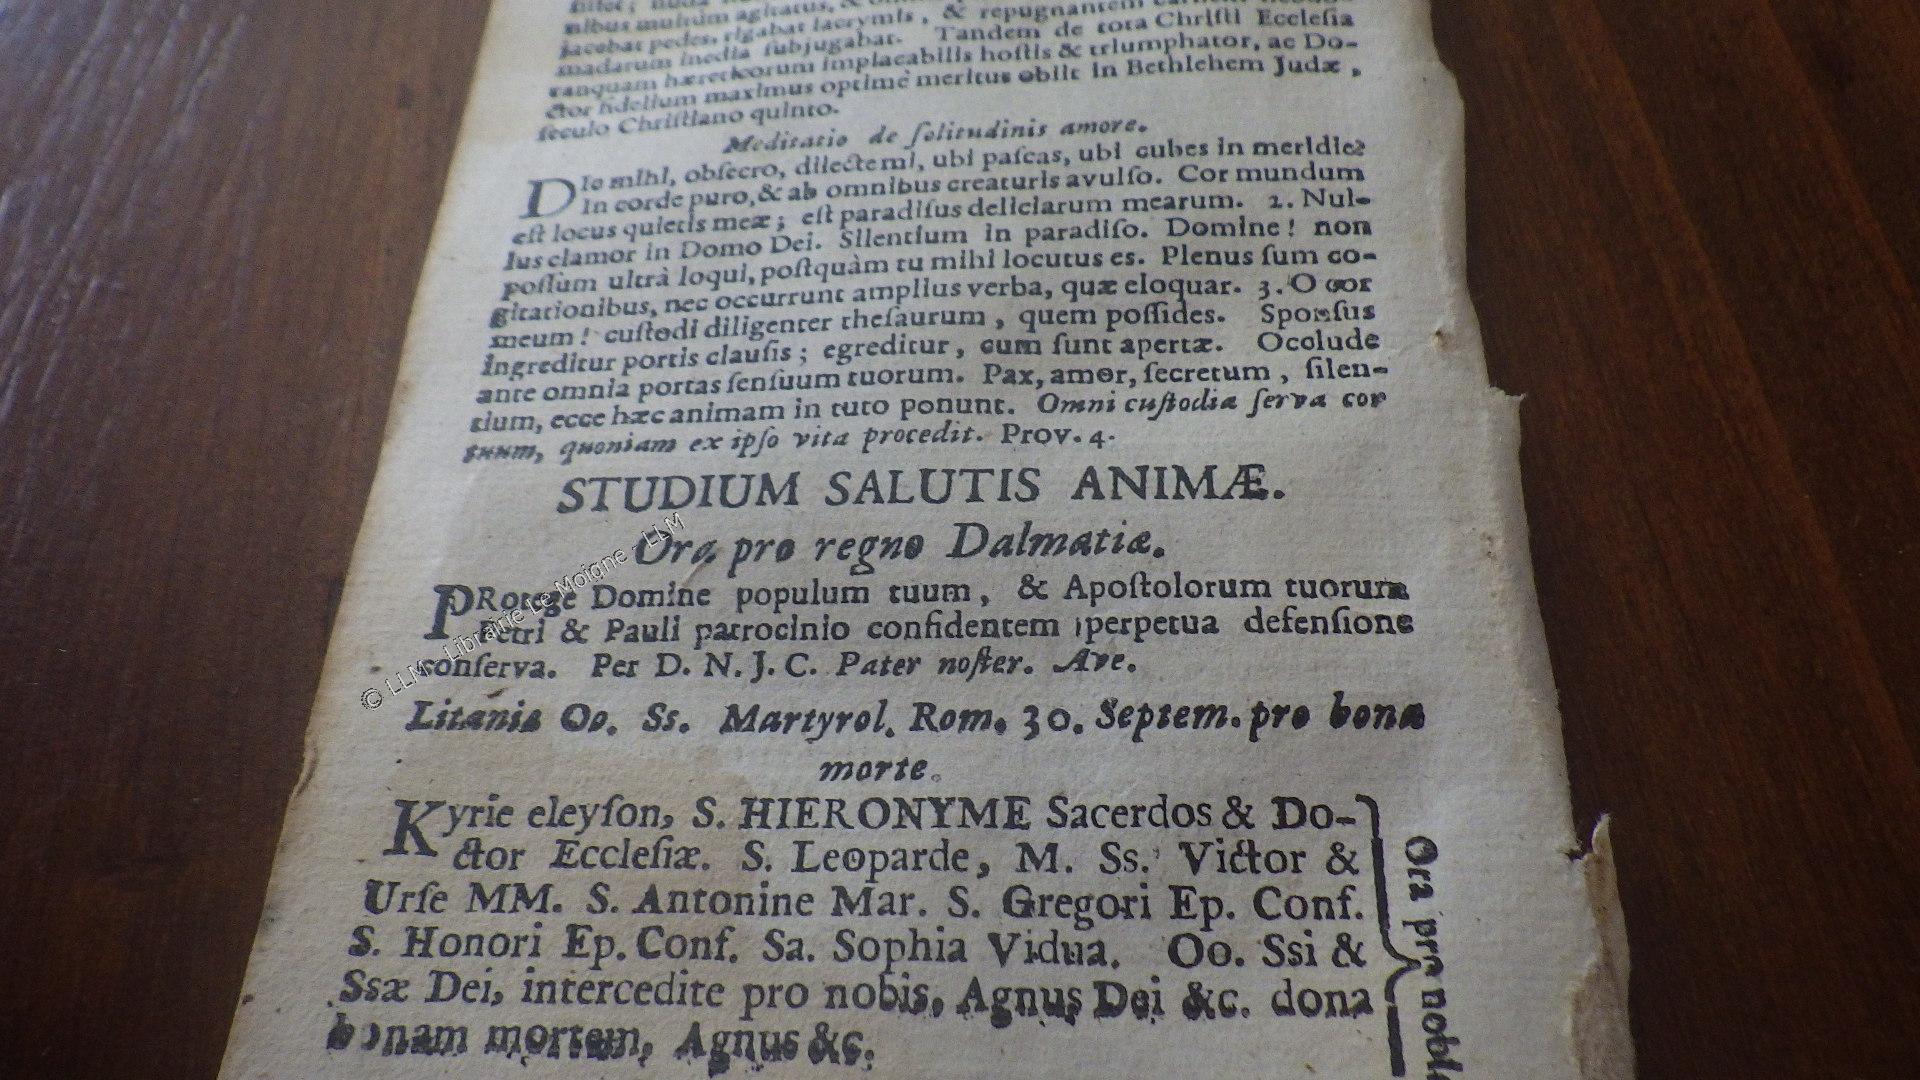 nibus multum agitatus, &
jacobat pedes, rigabat lacrymis, & repugnantem
madarum inedia subjugabat. Tandem de tota Christi Ecclesia
tanquam hæreticorum implacabilis hostis & triumphator, ac Do-
ctor fidelium maximus optimè meritus obiit in Bethlehem Judæ,
seculo Christiano quinto.
Meditatio de ſolitudinis amore.
DIc mihi, obſecro, dilecte mi, ubi paſcas, ubi cubes in meridie?
In corde puro, & ab omnibus creaturis avulſo. Cor mundum
eſt locus quietis meæ; eſt paradiſus deliciarum mearum. 2. Nul-
lus clamor in Domo Dei. Silentium in paradiſo. Domine! non
poſſum ultrà loqui, poſtquàm tu mihi locutus es. Plenus ſum co-
gitationibus, nec occurrunt amplius verba, quæ eloquar. 3. O cor
meum! cuſtodi diligenter theſaurum, quem poſſides. Sponſus
ingreditur portis clauſis; egreditur, cum ſunt apertæ. Occlude
ante omnia portas ſenſuum tuorum. Pax, amor, ſecretum, ſilen-
tium, ecce hæc animam in tuto ponunt. Omni cuſtodia ſerva cor
tuum, quoniam ex ipſo vita procedit. Prov. 4.
STUDIUM SALUTIS ANIMÆ.
Ora pro regno Dalmatiæ.
PRotege Domine populum tuum, & Apoſtolorum tuorum
Petri & Pauli patrocinio confidentem perpetua defenſione
conſerva. Per D. N. J. C. Pater noſter. Ave.
Litania Oo. Ss. Martyrol. Rom. 30. Septem. pro bona
morte.
Kyrie eleyſon, S. HIERONYME Sacerdos & Do-
ctor Eccleſiæ. S. Leoparde, M. Ss. Victor &
Urſe MM. S. Antonine Mar. S. Gregori Ep. Conf.
S. Honori Ep. Conf. Sa. Sophia Vidua. Oo. Ssi &
Ssæ Dei, intercedite pro nobis, Agnus Dei &c. dona
bonam mortem, Agnus &c.
Ora pro nobis
© LLM - Librairie Le Moigne - LLM